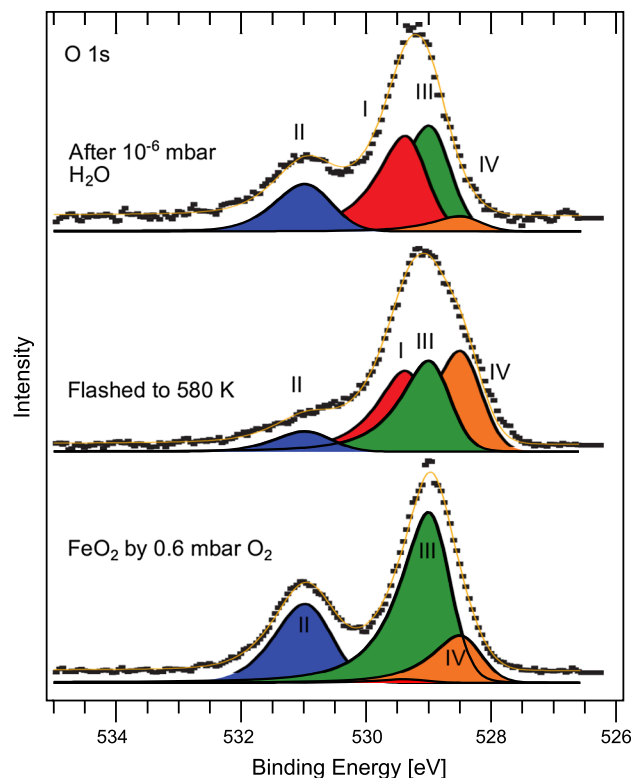 O 1s
I
III
II
After 10⁻⁶ mbar
H₂O
IV
I
III
IV
II
Flashed to 580 K
FeO₂ by 0.6 mbar O₂
III
II
IV
Intensity
534
532
530
528
526
Binding Energy [eV]